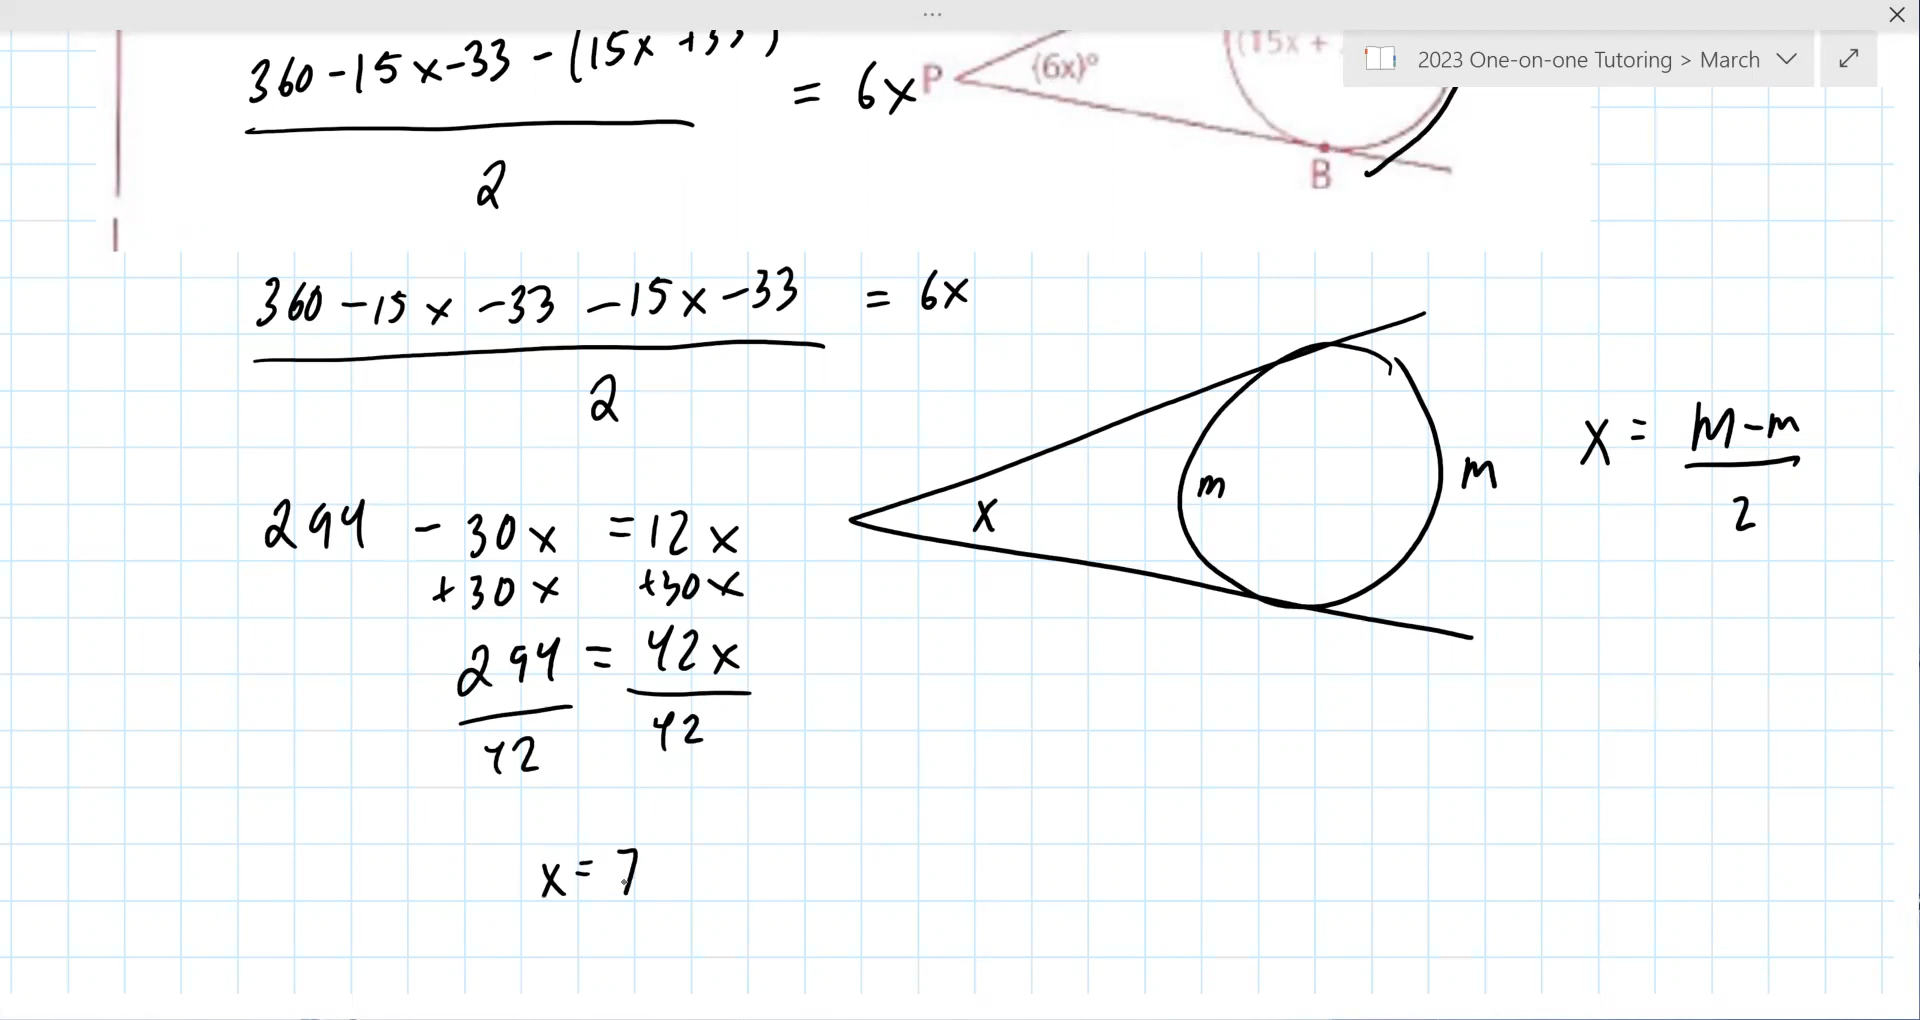 2023 One-on-one Tutoring > March
360 - 15x - 33 - (15x + 33)
2
= 6x
P
(6x)°
(15x +
B
360 - 15x - 33 - 15x - 33 = 6x
2
294 - 30x = 12x
+30x +30x
294 = 42x
42 42
x = 7
x
m
M
x = M - m
2